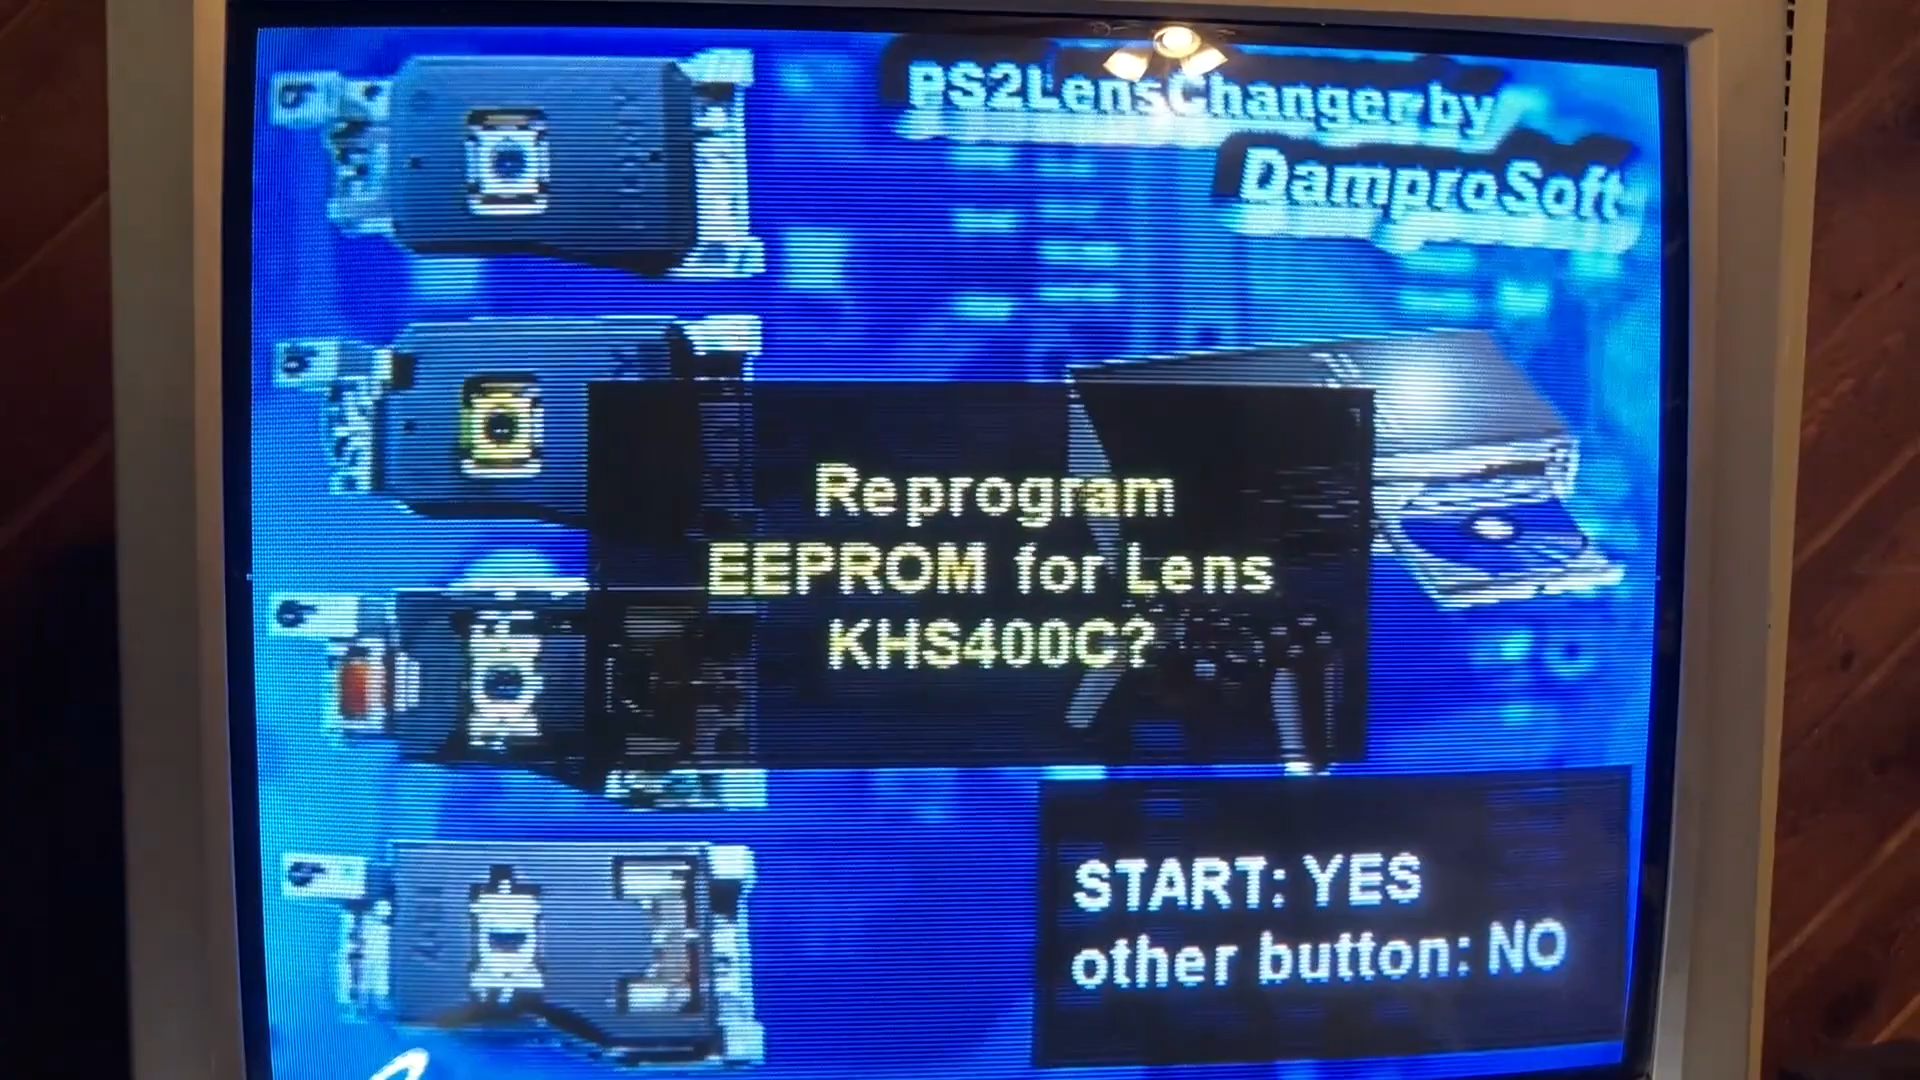 PS2LensChanger by
DamproSoft
Reprogram
EEPROM for Lens
KHS400C?
START: YES
other button: NO